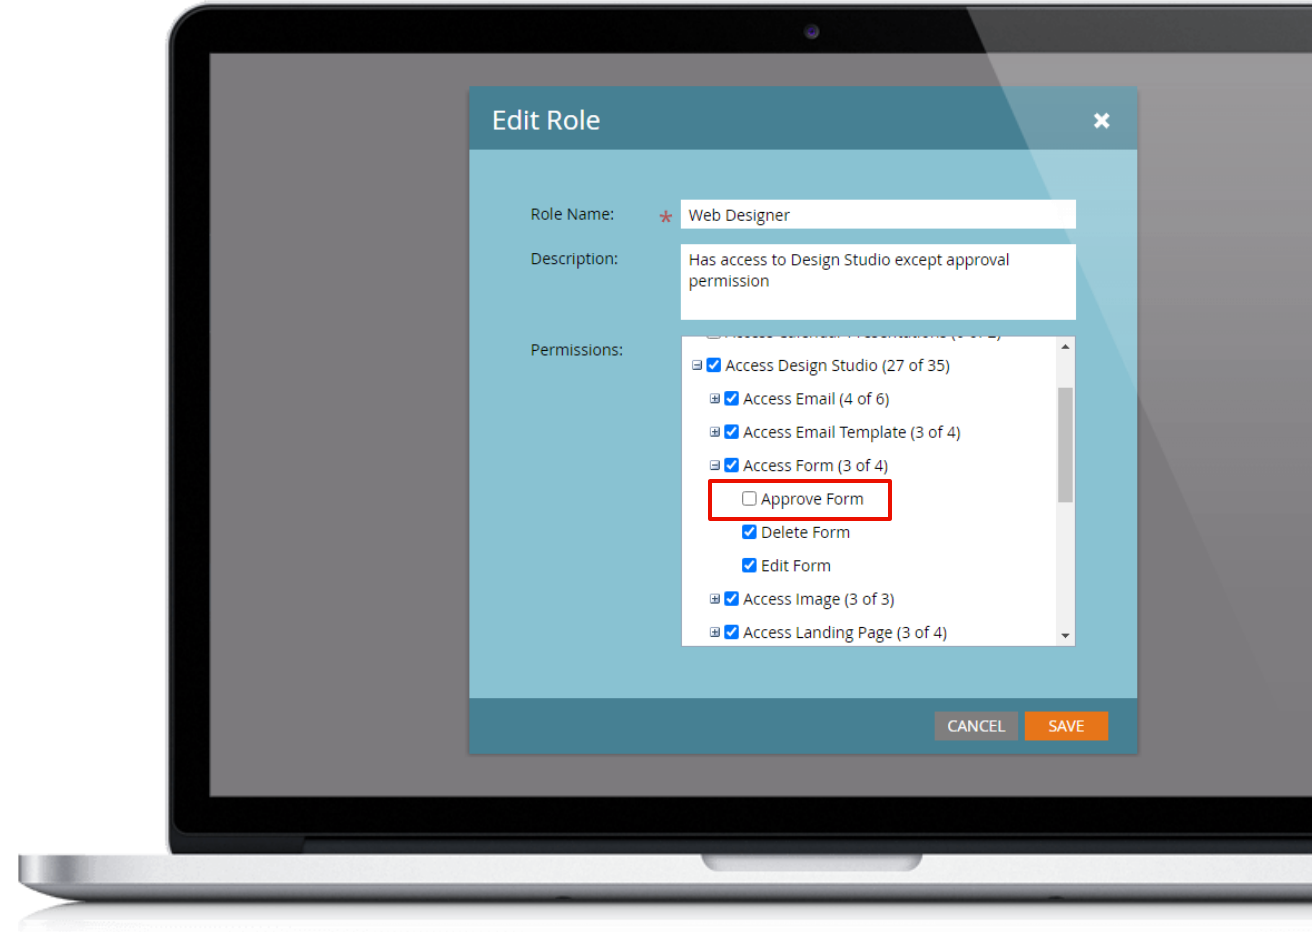 Edit Role
Role Name:
* Web Designer
Description:
Has access to Design Studio except approval
permission
Permissions:
Access Design Studio (27 of 35)
Access Email (4 of 6)
Access Email Template (3 of 4)
Access Form (3 of 4)
Approve Form
Delete Form
Edit Form
Access Image (3 of 3)
Access Landing Page (3 of 4)
CANCEL
SAVE